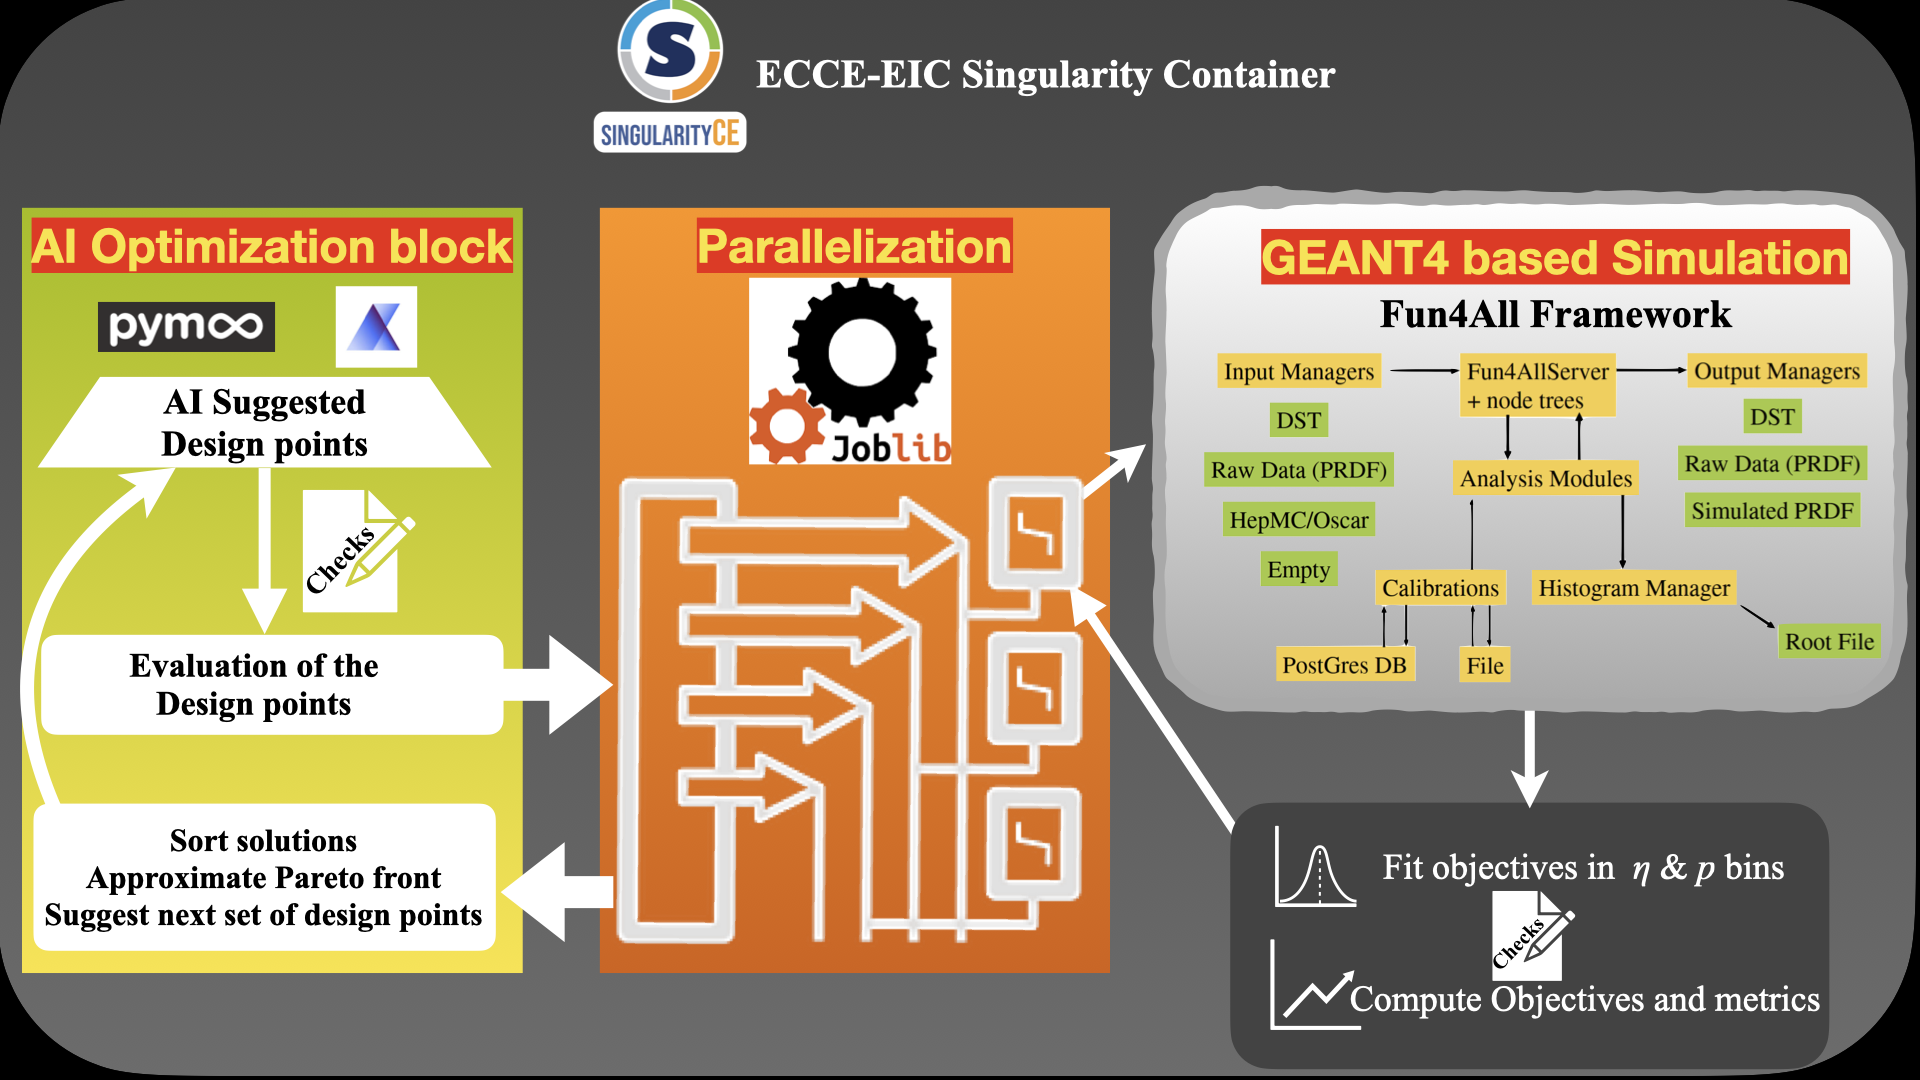 S
SINGULARITYCE
ECCE-EIC Singularity Container
AI Optimization block
pymoo
AI Suggested
Design points
Checks
Evaluation of the
Design points
Sort solutions
Approximate Pareto front
Suggest next set of design points
Parallelization
Joblib
GEANT4 based Simulation
Fun4All Framework
Input Managers
DST
Raw Data (PRDF)
HepMC/Oscar
Empty
Fun4AllServer
+ node trees
Analysis Modules
Calibrations
PostGres DB
File
Histogram Manager
Root File
Output Managers
DST
Raw Data (PRDF)
Simulated PRDF
Fit objectives in η & p bins
Checks
Compute Objectives and metrics